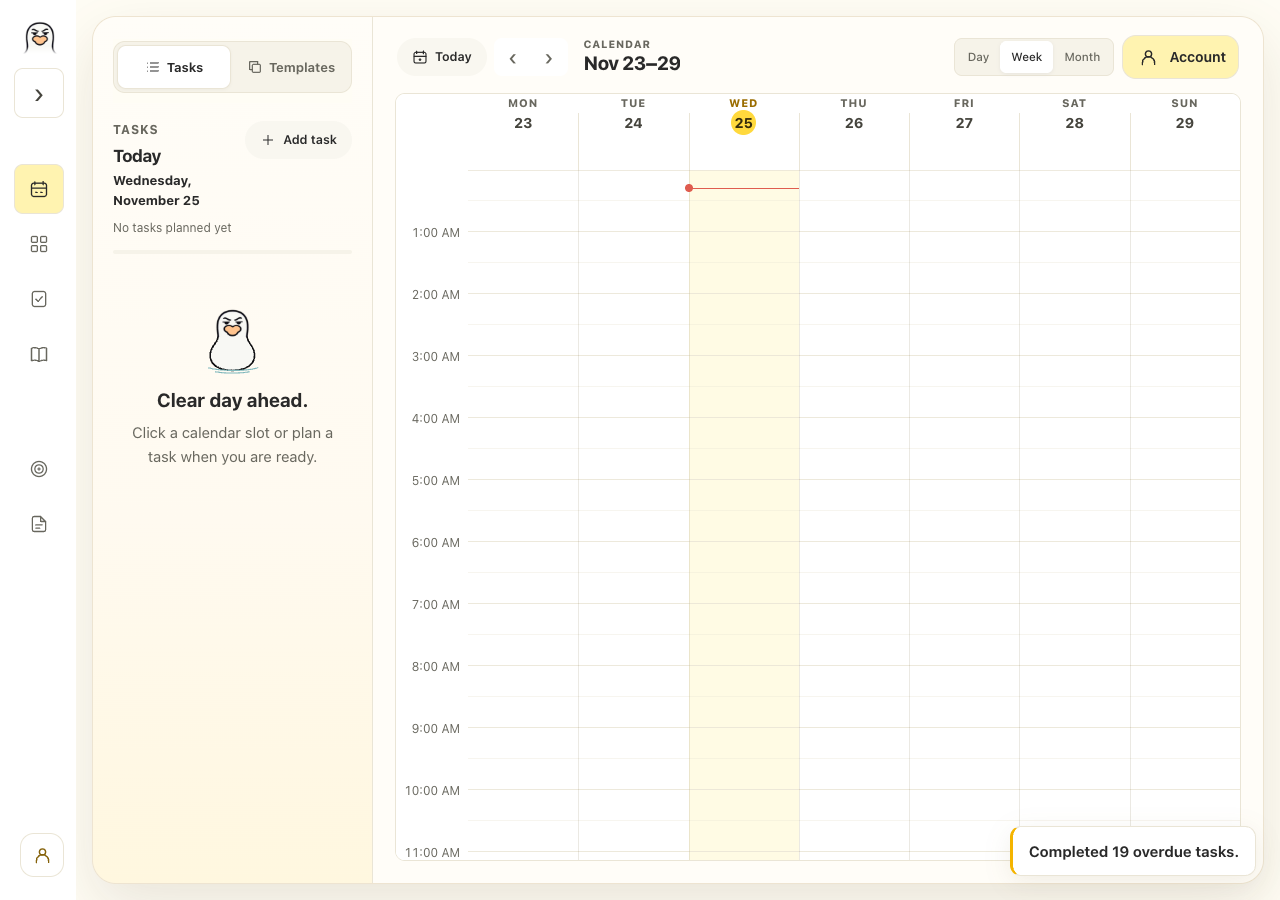 Tasks
Templates
TASKS
Today
Wednesday,
November 25
No tasks planned yet
Add task
Clear day ahead.
Click a calendar slot or plan a
task when you are ready.
Today
CALENDAR
Nov 23–29
Day
Week
Month
Account
MON
TUE
WED
THU
FRI
SAT
SUN
23
24
25
26
27
28
29
1:00 AM
2:00 AM
3:00 AM
4:00 AM
5:00 AM
6:00 AM
7:00 AM
8:00 AM
9:00 AM
10:00 AM
11:00 AM
Completed 19 overdue tasks.